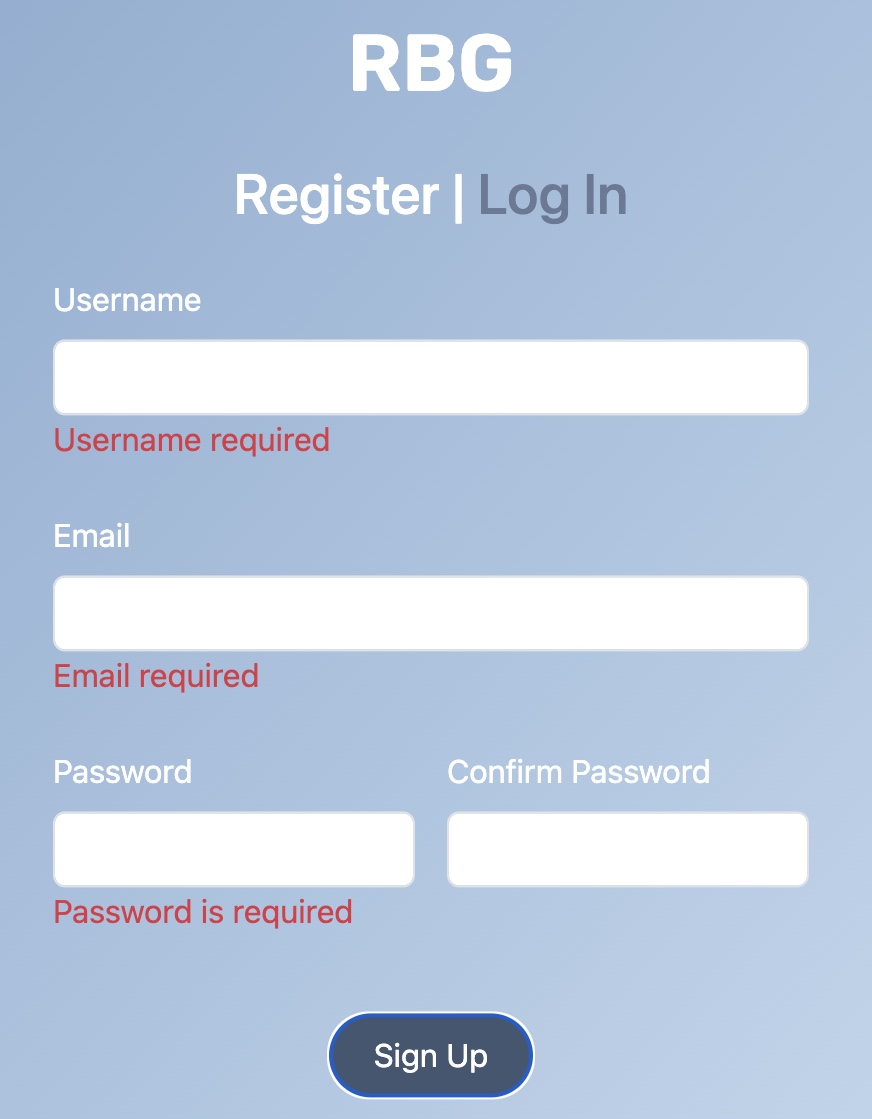 RBG
Register | Log In
Username
Username required
Email
Email required
Password Confirm Password
Password is required
Sign Up